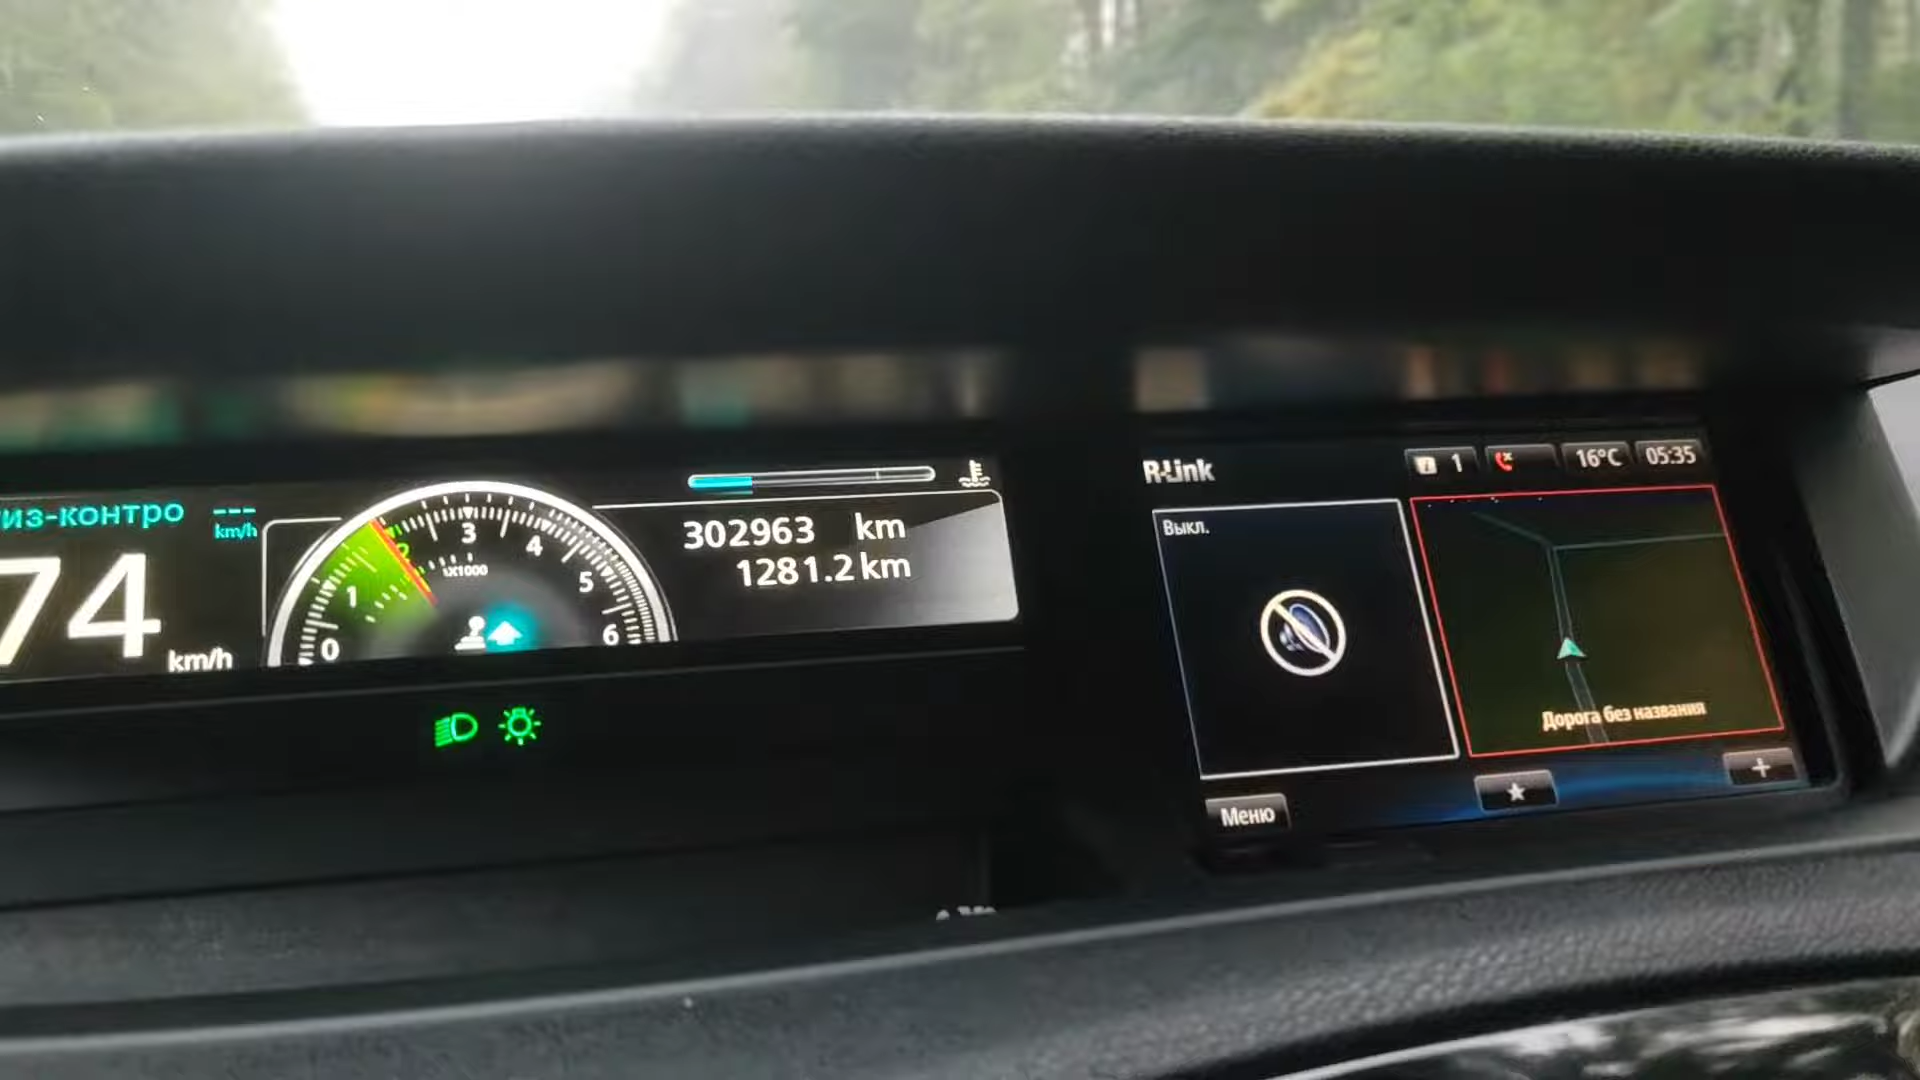 из-контро
---
km/h
74
km/h
0
1
2
3
4
5
6
X1000
302963 km
1281.2 km
R-Link
1
16°C
05:35
Выкл.
Дорога без названия
Меню